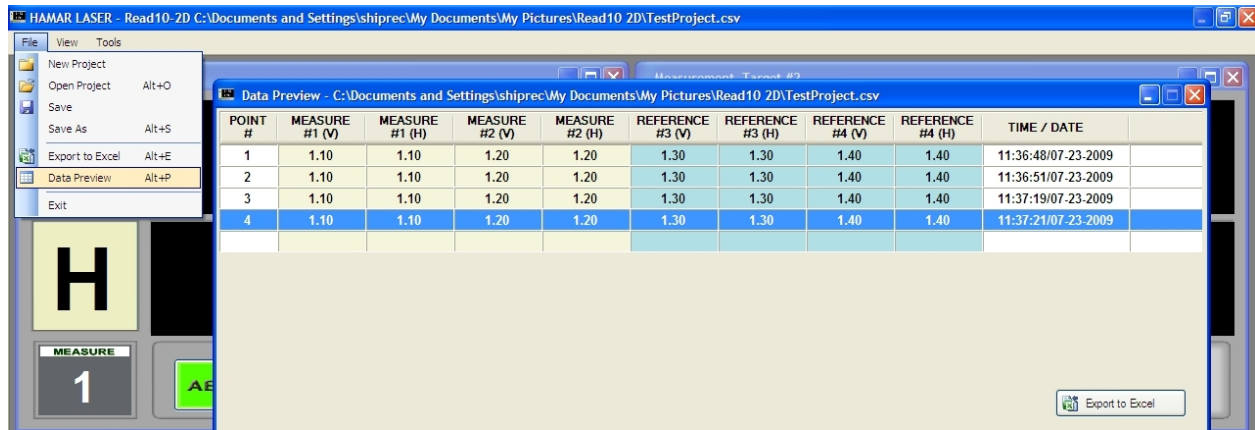 HAMAR LASER - Read10-2D C:\Documents and Settings\shiprec\My Documents\My Pictures\Read10 2D\TestProject.csv
File View Tools
New Project
Open Project Alt+O
Save
Save As Alt+S
Export to Excel Alt+E
Data Preview Alt+P
Exit
Measurement Target #2
Data Preview - C:\Documents and Settings\shiprec\My Documents\My Pictures\Read10 2D\TestProject.csv
POINT # MEASURE #1 (V) MEASURE #1 (H) MEASURE #2 (V) MEASURE #2 (H) REFERENCE #3 (V) REFERENCE #3 (H) REFERENCE #4 (V) REFERENCE #4 (H) TIME / DATE
1 1.10 1.10 1.20 1.20 1.30 1.30 1.40 1.40 11:36:48/07-23-2009
2 1.10 1.10 1.20 1.20 1.30 1.30 1.40 1.40 11:36:51/07-23-2009
3 1.10 1.10 1.20 1.20 1.30 1.30 1.40 1.40 11:37:19/07-23-2009
4 1.10 1.10 1.20 1.20 1.30 1.30 1.40 1.40 11:37:21/07-23-2009
H
MEASURE
1
Export to Excel